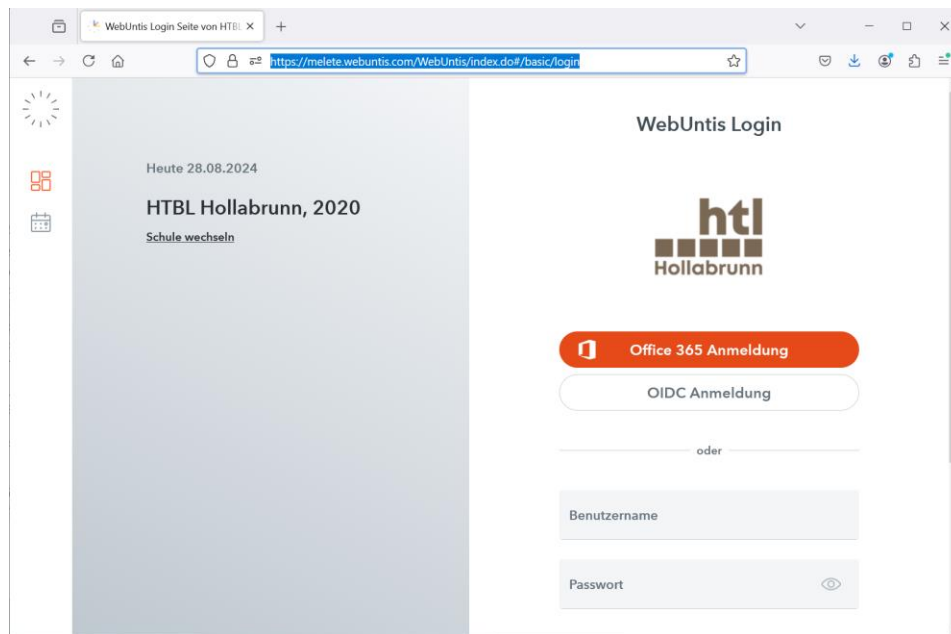 WebUntis Login Seite von HTBL
https://melete.webuntis.com/WebUntis/index.do#/basic/login
Heute 28.08.2024
HTBL Hollabrunn, 2020
Schule wechseln
WebUntis Login
htl
Hollabrunn
Office 365 Anmeldung
OIDC Anmeldung
oder
Benutzername
Passwort